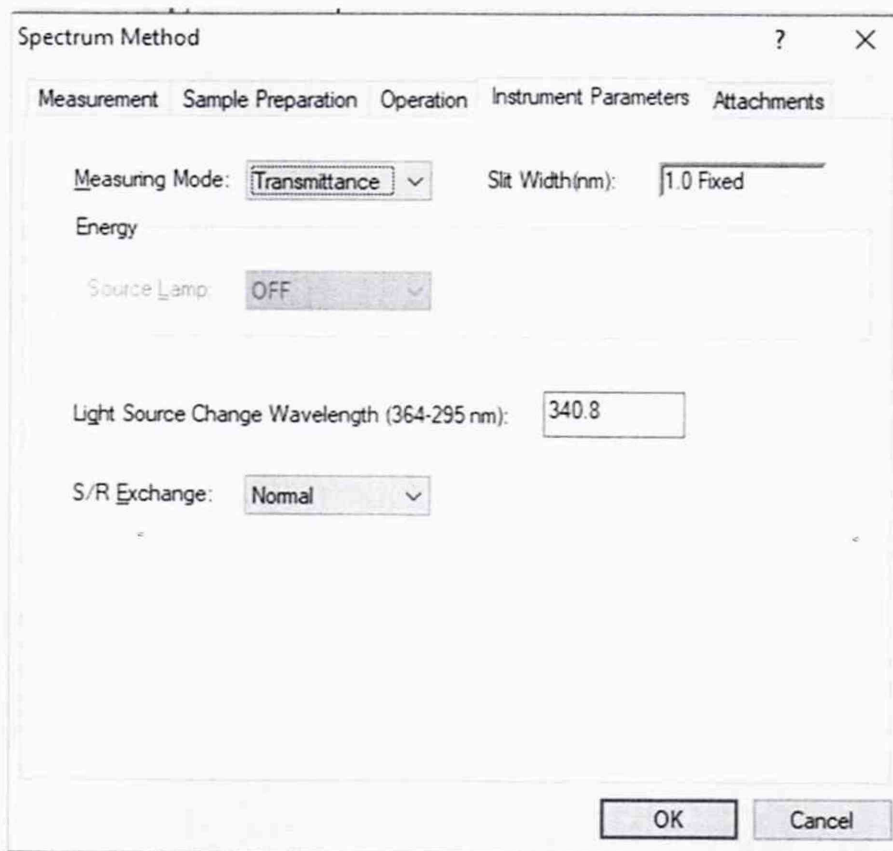 Spectrum Method ? X
Measurement Sample Preparation Operation Instrument Parameters Attachments
Measuring Mode: Transmittance Slit Width(nm): 1.0 Fixed
Energy
Source Lamp: OFF
Light Source Change Wavelength (364-295 nm): 340.8
S/R Exchange: Normal
OK Cancel